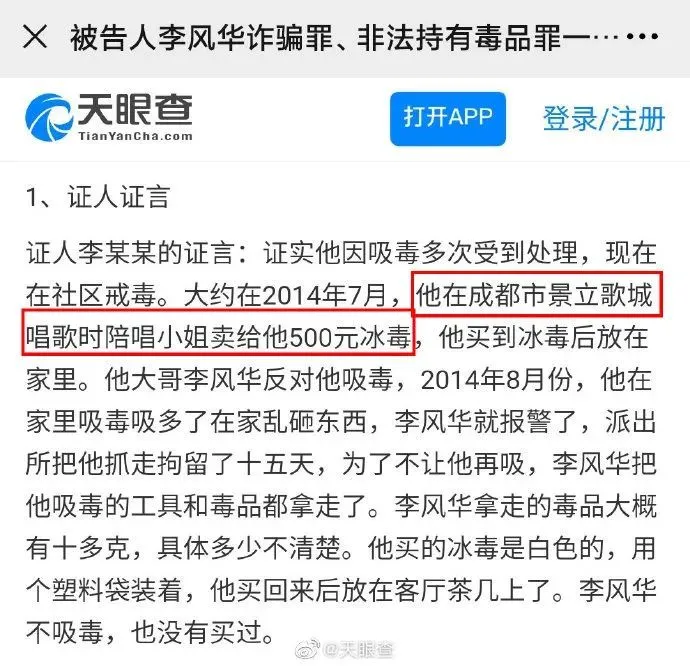 被告人李风华诈骗罪、非法持有毒品罪一…
天眼查
TianYanCha.com
打开APP
登录/注册
1、证人证言
证人李某某的证言：证实他因吸毒多次受到处理，现在
在社区戒毒。大约在2014年7月，他在成都市景立歌城
唱歌时陪唱小姐卖给他500元冰毒，他买到冰毒后放在
家里。他大哥李风华反对他吸毒，2014年8月份，他在
家里吸毒吸多了在家乱砸东西，李风华就报警了，派出
所把他抓走拘留了十五天，为了不让他再吸，李风华把
他吸毒的工具和毒品都拿走了。李风华拿走的毒品大概
有十多克，具体多少不清楚。他买的冰毒是白色的，用
个塑料袋装着，他买回来后放在客厅茶几上了。李风华
不吸毒，也没有买过。
@天眼查